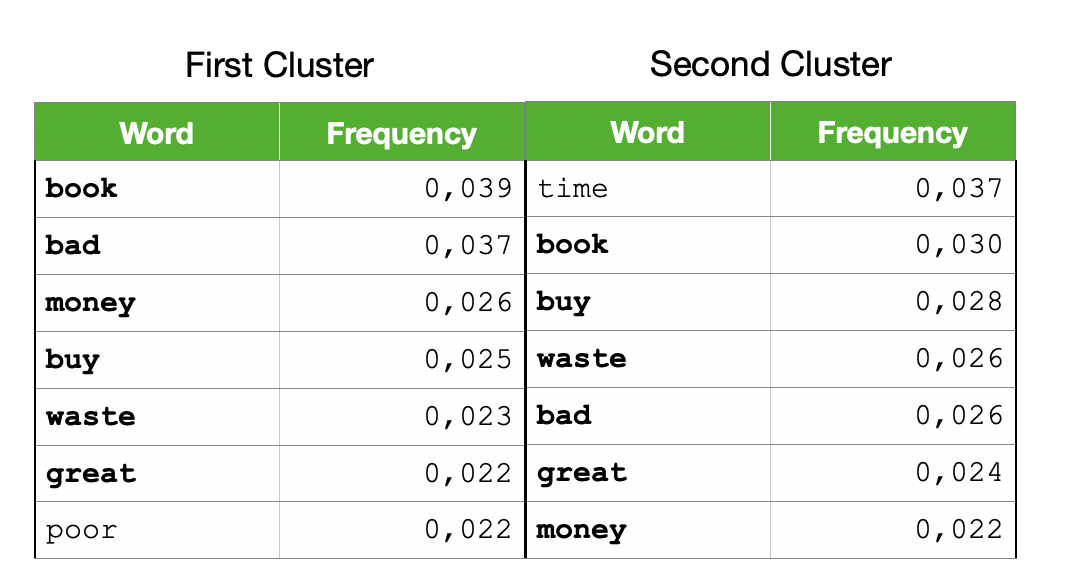 First Cluster Second Cluster
Word Frequency Word Frequency
book 0,039 time 0,037
bad 0,037 book 0,030
money 0,026 buy 0,028
buy 0,025 waste 0,026
waste 0,023 bad 0,026
great 0,022 great 0,024
poor 0,022 money 0,022